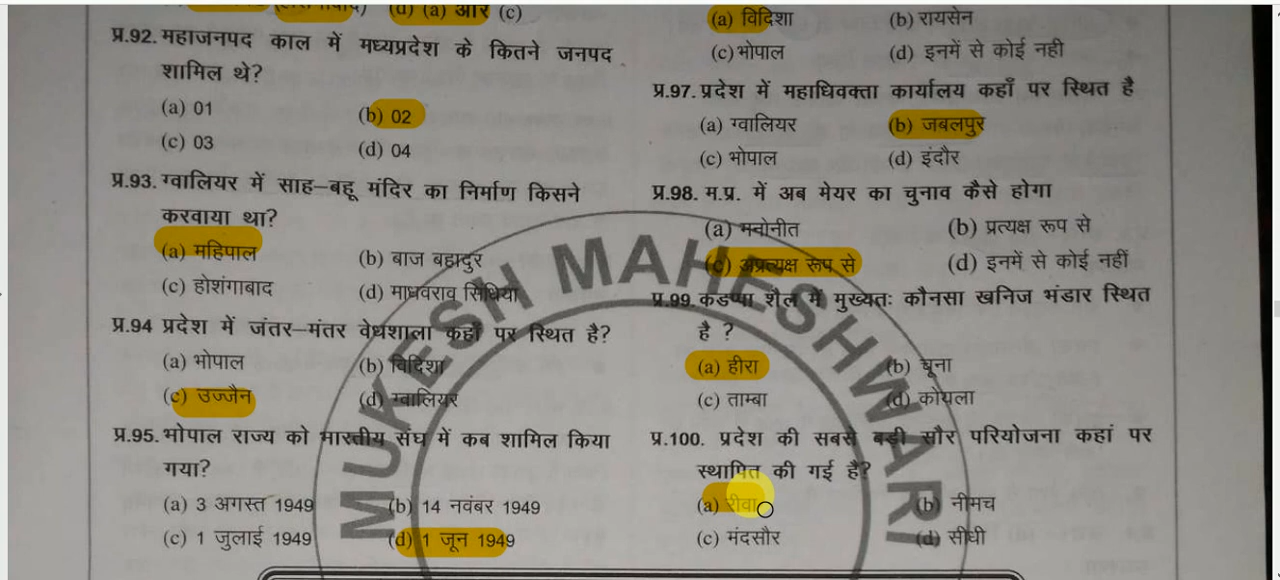 (d) (a) और (c)
प्र.92. महाजनपद काल में मध्यप्रदेश के कितने जनपद
शामिल थे?
(a) 01 (b) 02
(c) 03 (d) 04
प्र.93. ग्वालियर में साह–बहू मंदिर का निर्माण किसने
करवाया था?
(a) महिपाल (b) बाज बहादुर
(c) होशंगाबाद (d) माधवराव सिंधिया
प्र.94 प्रदेश में जंतर–मंतर वेधशाला कहाँ पर स्थित है?
(a) भोपाल (b) विदिशा
(c) उज्जैन (d) ग्वालियर
प्र.95. भोपाल राज्य को भारतीय संघ में कब शामिल किया
गया?
(a) 3 अगस्त 1949 (b) 14 नवंबर 1949
(c) 1 जुलाई 1949 (d) 1 जून 1949
(a) विदिशा (b) रायसेन
(c) भोपाल (d) इनमें से कोई नही
प्र.97. प्रदेश में महाधिवक्ता कार्यालय कहाँ पर स्थित है
(a) ग्वालियर (b) जबलपुर
(c) भोपाल (d) इंदौर
प्र.98. म.प्र. में अब मेयर का चुनाव कैसे होगा
(a) मनोनीत (b) प्रत्यक्ष रूप से
(c) अप्रत्यक्ष रूप से (d) इनमें से कोई नहीं
प्र.99. कडप्पा शैल में मुख्यतः कौनसा खनिज भंडार स्थित
है ?
(a) हीरा (b) चूना
(c) ताम्बा (d) कोयला
प्र.100. प्रदेश की सबसे बड़ी सौर परियोजना कहां पर
स्थापित की गई है?
(a) रीवा (b) नीमच
(c) मंदसौर (d) सीधी
MUKESH MAHESHWARI